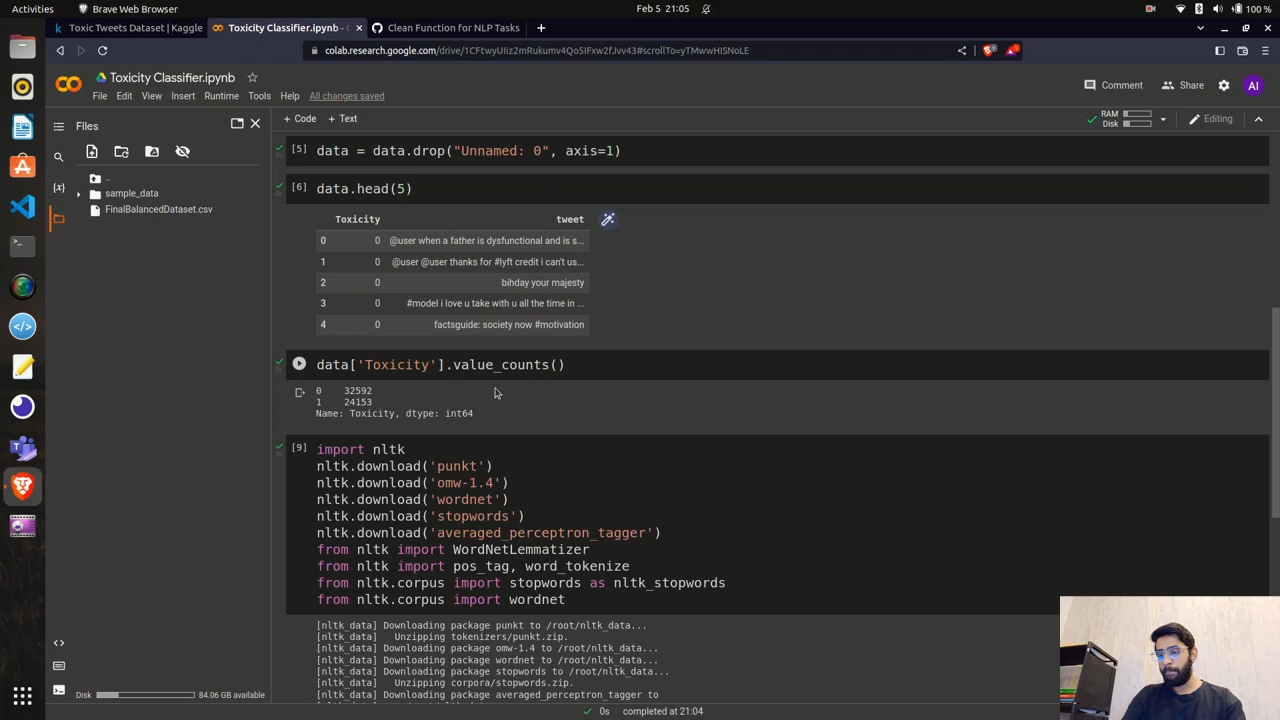 Activities
Brave Web Browser
Feb 5 21:05
100 %
Toxic Tweets Dataset | Kaggle
Toxicity Classifier.ipynb - C
Clean Function for NLP Tasks
colab.research.google.com/drive/1CFtwyUIiz2mRukumv4Qo5IFxw2fJvv43#scrollTo=yTMwwHISNoLE
Toxicity Classifier.ipynb
File Edit View Insert Runtime Tools Help All changes saved
Comment
Share
AI
Files
+ Code + Text
RAM
Disk
Editing
..
sample_data
FinalBalancedDataset.csv
[5] data = data.drop("Unnamed: 0", axis=1)
[6] data.head(5)
Toxicity tweet
0 0 @user when a father is dysfunctional and is s...
1 0 @user @user thanks for #lyft credit i can't us...
2 0 bihday your majesty
3 0 #model i love u take with u all the time in ...
4 0 factsguide: society now #motivation
data['Toxicity'].value_counts()
0 32592
1 24153
Name: Toxicity, dtype: int64
[9] import nltk
nltk.download('punkt')
nltk.download('omw-1.4')
nltk.download('wordnet')
nltk.download('stopwords')
nltk.download('averaged_perceptron_tagger')
from nltk import WordNetLemmatizer
from nltk import pos_tag, word_tokenize
from nltk.corpus import stopwords as nltk_stopwords
from nltk.corpus import wordnet
[nltk_data] Downloading package punkt to /root/nltk_data...
[nltk_data] Unzipping tokenizers/punkt.zip.
[nltk_data] Downloading package omw-1.4 to /root/nltk_data...
[nltk_data] Downloading package wordnet to /root/nltk_data...
[nltk_data] Downloading package stopwords to /root/nltk_data...
[nltk_data] Unzipping corpora/stopwords.zip.
[nltk_data] Downloading package averaged_perceptron_tagger to
Disk
84.06 GB available
0s completed at 21:04